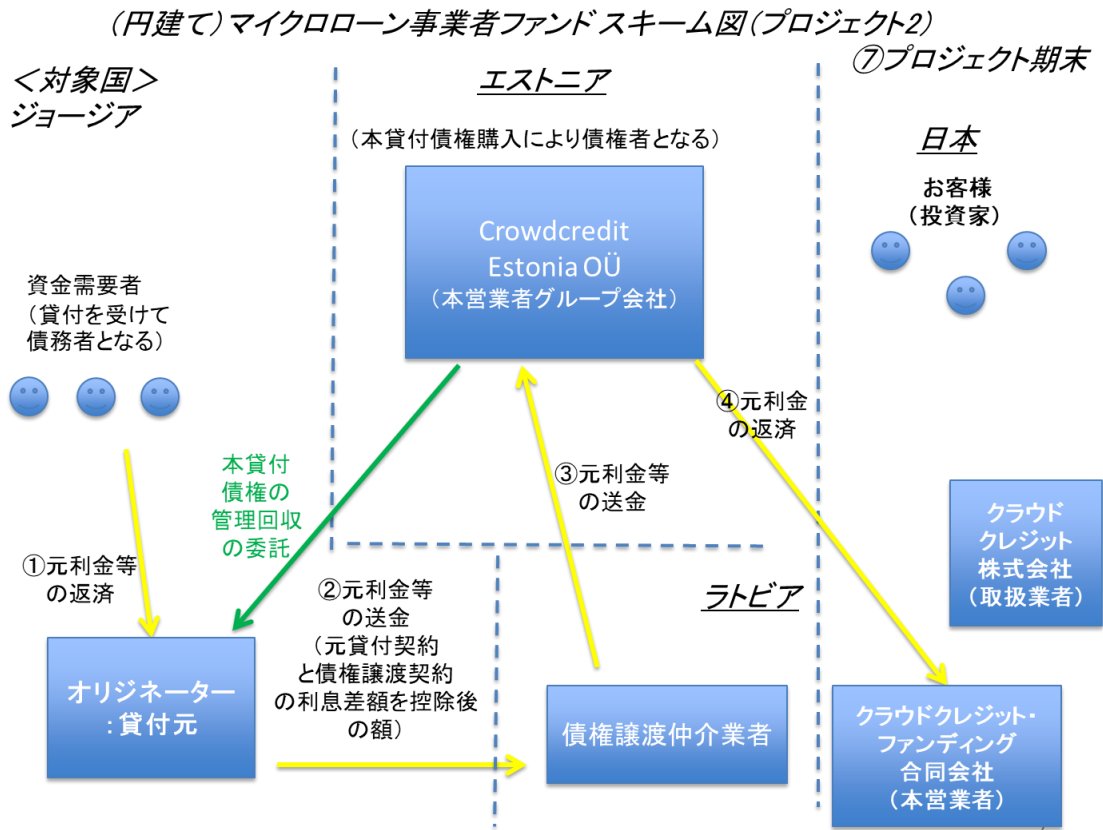 （円建て）マイクロローン事業者ファンド スキーム図（プロジェクト2）
⑦プロジェクト期末
＜対象国＞
ジョージア
エストニア
（本貸付債権購入により債権者となる）
日本
お客様
（投資家）
Crowdcredit
Estonia OÜ
（本営業者グループ会社）
資金需要者
（貸付を受けて
債務者となる）
④元利金
の返済
本貸付
債権の
管理回収
の委託
③元利金等
の送金
クラウド
クレジット
株式会社
（取扱業者）
①元利金等
の返済
②元利金等
の送金
（元貸付契約
と債権譲渡契約
の利息差額を控除後
の額）
ラトビア
オリジネーター
：貸付元
債権譲渡仲介業者
クラウドクレジット・
ファンディング
合同会社
（本営業者）